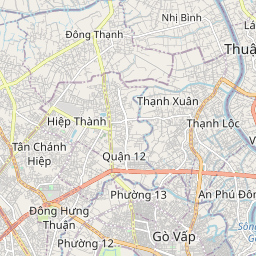 Nhị Bình
Đông Thạnh
Thuậ
Thạnh Xuân
Hiệp Thành
Thạnh Lộc
Tân Chánh
Hiệp
Quận 12
Phường 13
An Phú Đôn
Đông Hưng
Thuận
Phường 12
Gò Vấp